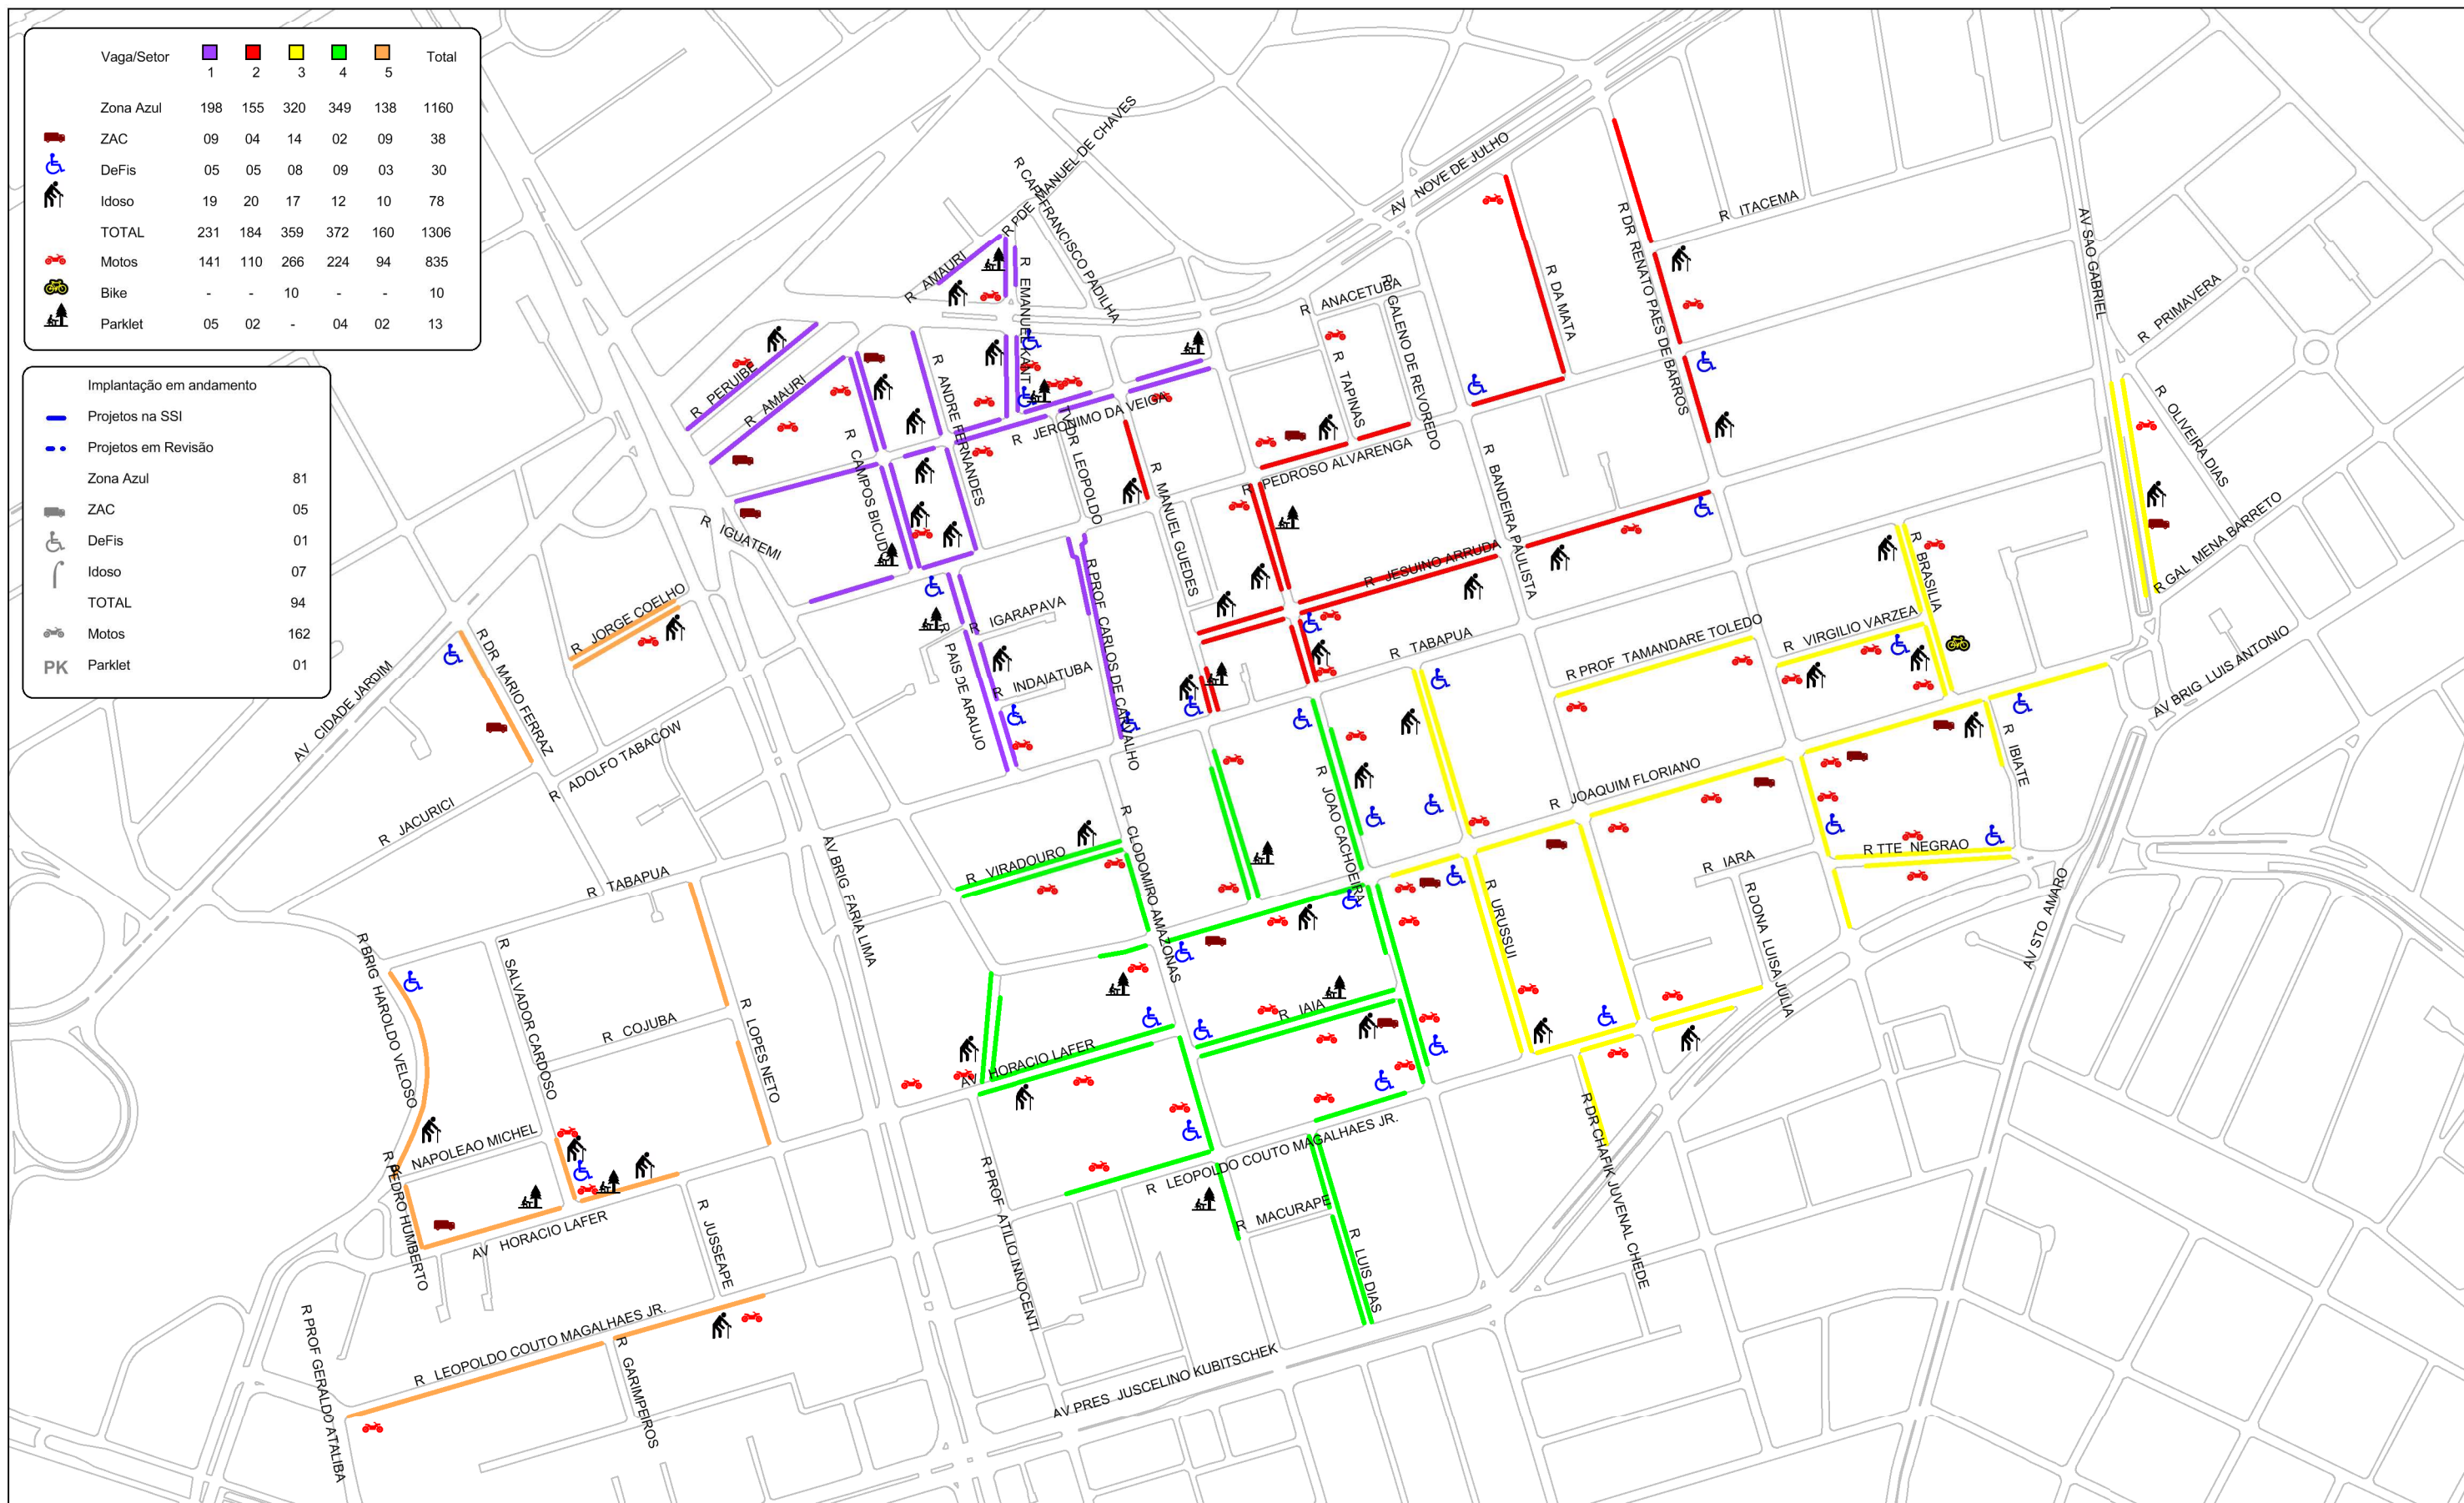 Vaga/Setor 1 2 3 4 5 Total
Zona Azul 198 155 320 349 138 1160
ZAC 09 04 14 02 09 38
DeFis 05 05 08 09 03 30
Idoso 19 20 17 12 10 78
TOTAL 231 184 359 372 160 1306
Motos 141 110 266 224 94 835
Bike - - 10 - - 10
Parklet 05 02 - 04 02 13
Implantação em andamento
Projetos na SSI
Projetos em Revisão
Zona Azul 81
ZAC 05
DeFis 01
Idoso 07
TOTAL 94
Motos 162
PK Parklet 01
R PDE MANUEL DE CHAVES
R CAP FRANCISCO PADILHA
AV NOVE DE JULHO
R ITACEMA
R DR RENATO PAES DE BARROS
AV SAO GABRIEL
R PRIMAVERA
R AMAURI
R EMANUEL KANT
R ANACETUBA
R GALENO DE REVOREDO
R DA MATA
R TAPINAS
R PERUIBE
R AMAURI
R ANDRE FERNANDES
R JERONIMO DA VEIGA
TV DR LEOPOLDO
R CAMPOS BICUDO
R MANUEL GUEDES
R PEDROSO ALVARENGA
R BANDEIRA PAULISTA
R OLIVEIRA DIAS
R GAL MENA BARRETO
R IGUATEMI
R JESUINO ARRUDA
R BRASILIA
R JORGE COELHO
R IGARAPAVA
R PROF CARLOS DE CARVALHO
R TABAPUA
R PROF TAMANDARE TOLEDO
R VIRGILIO VARZEA
AV BRIG LUIS ANTONIO
R DR MARIO FERRAZ
R PAIS DE ARAUJO
R INDAIATUBA
AV CIDADE JARDIM
R ADOLFO TABACOW
R IBIATE
R JACURICI
R JOAQUIM FLORIANO
R JOAO CACHOEIRA
R CLODOMIRO AMAZONAS
AV BRIG FARIA LIMA
R VIRADOURO
R TABAPUA
R IARA
R TTE NEGRAO
R URUSSUI
R DONA LUISA JULIA
AV STO AMARO
R BRIG HAROLDO VELOSO
R SALVADOR CARDOSO
R COJUBA
R LOPES NETO
R IAIA
AV HORACIO LAFER
R NAPOLEAO MICHEL
R PEDRO HUMBERTO
R LEOPOLDO COUTO MAGALHAES JR.
R DR CHAFIK JUVENAL CHEDE
R PROF ATILIO INNOCENTI
R MACURAPE
R LUIS DIAS
AV HORACIO LAFER
R JUSSEAPE
R LEOPOLDO COUTO MAGALHAES JR.
R GARIMPEIROS
R PROF GERALDO ATALIBA
AV PRES JUSCELINO KUBITSCHEK